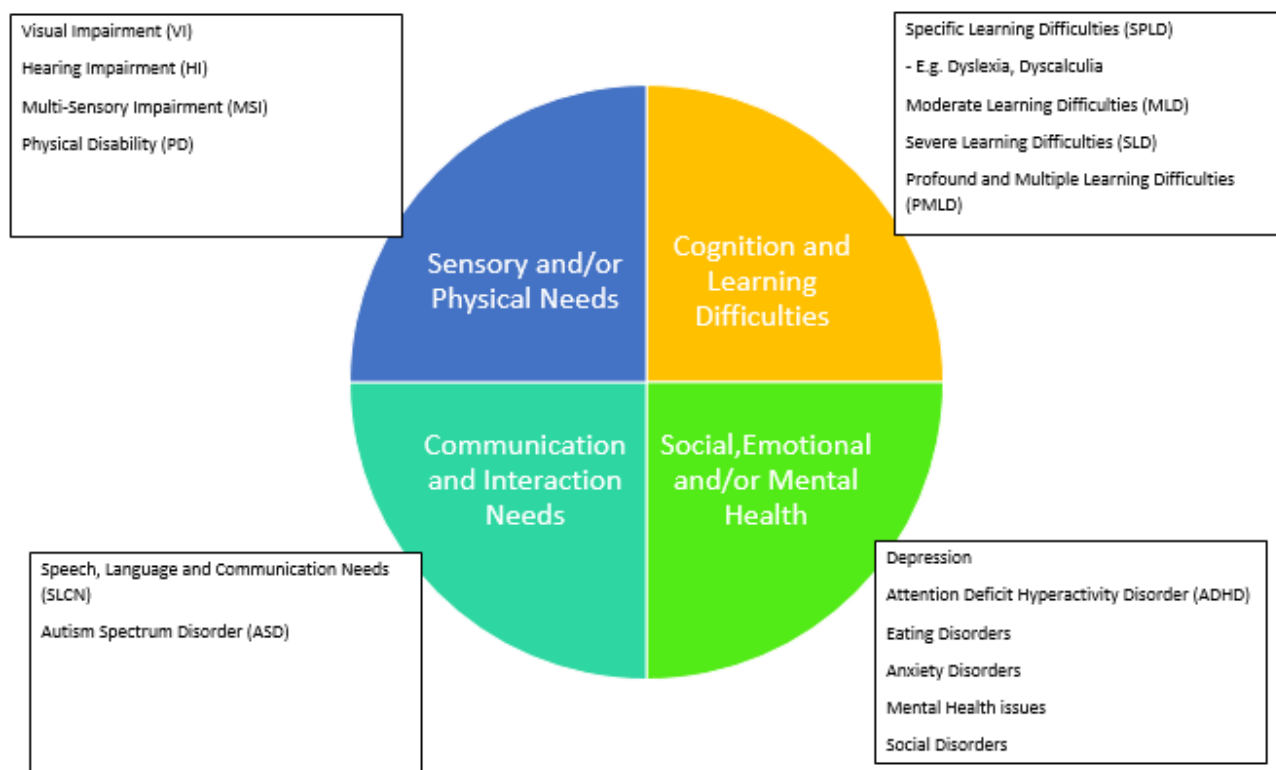 Visual Impairment (VI)
Hearing Impairment (HI)
Multi-Sensory Impairment (MSI)
Physical Disability (PD)
Specific Learning Difficulties (SPLD)
- E.g. Dyslexia, Dyscalculia
Moderate Learning Difficulties (MLD)
Severe Learning Difficulties (SLD)
Profound and Multiple Learning Difficulties
(PMLD)
Sensory and/or
Physical Needs
Cognition and
Learning
Difficulties
Communication
and Interaction
Needs
Social,Emotional
and/or Mental
Health
Speech, Language and Communication Needs
(SLCN)
Autism Spectrum Disorder (ASD)
Depression
Attention Deficit Hyperactivity Disorder (ADHD)
Eating Disorders
Anxiety Disorders
Mental Health issues
Social Disorders